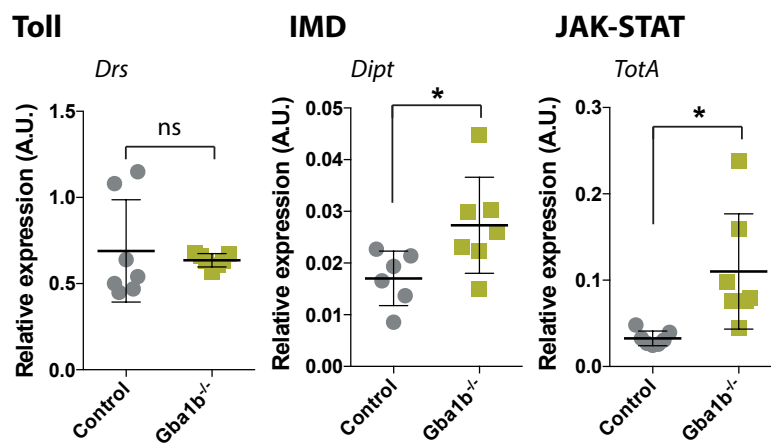 Toll
Drs
Relative expression (A.U.)
1.5
1.0
0.5
0.0
ns
Control
Gba1b-/-
IMD
Dipt
Relative expression (A.U.)
0.05
0.04
0.03
0.02
0.01
0.00
*
Control
Gba1b-/-
JAK-STAT
TotA
Relative expression (A.U.)
0.3
0.2
0.1
0.0
*
Control
Gba1b-/-